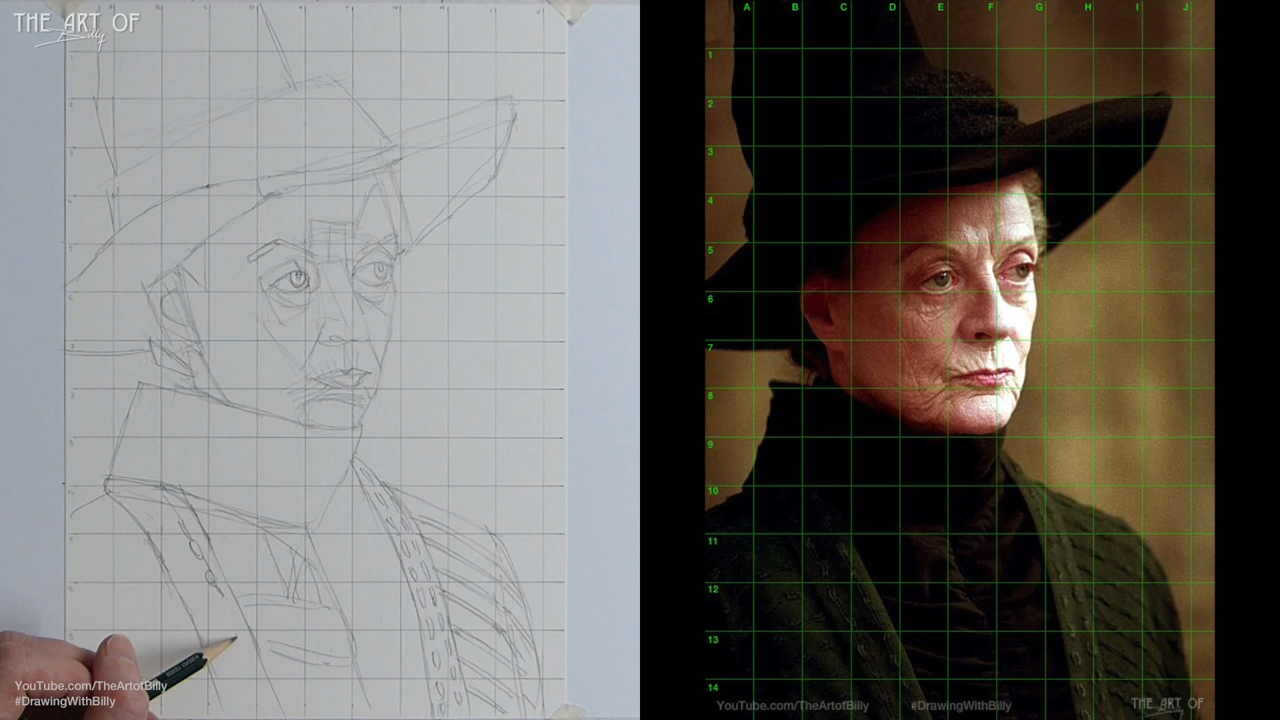 THE ART OF
Billy
A B C D E F G H I J
1
2
3
4
5
6
7
8
9
10
11
12
13
14
YouTube.com/TheArtofBilly
#DrawingWithBilly
YouTube.com/TheArtofBilly #DrawingWithBilly
THE ART OF
Billy